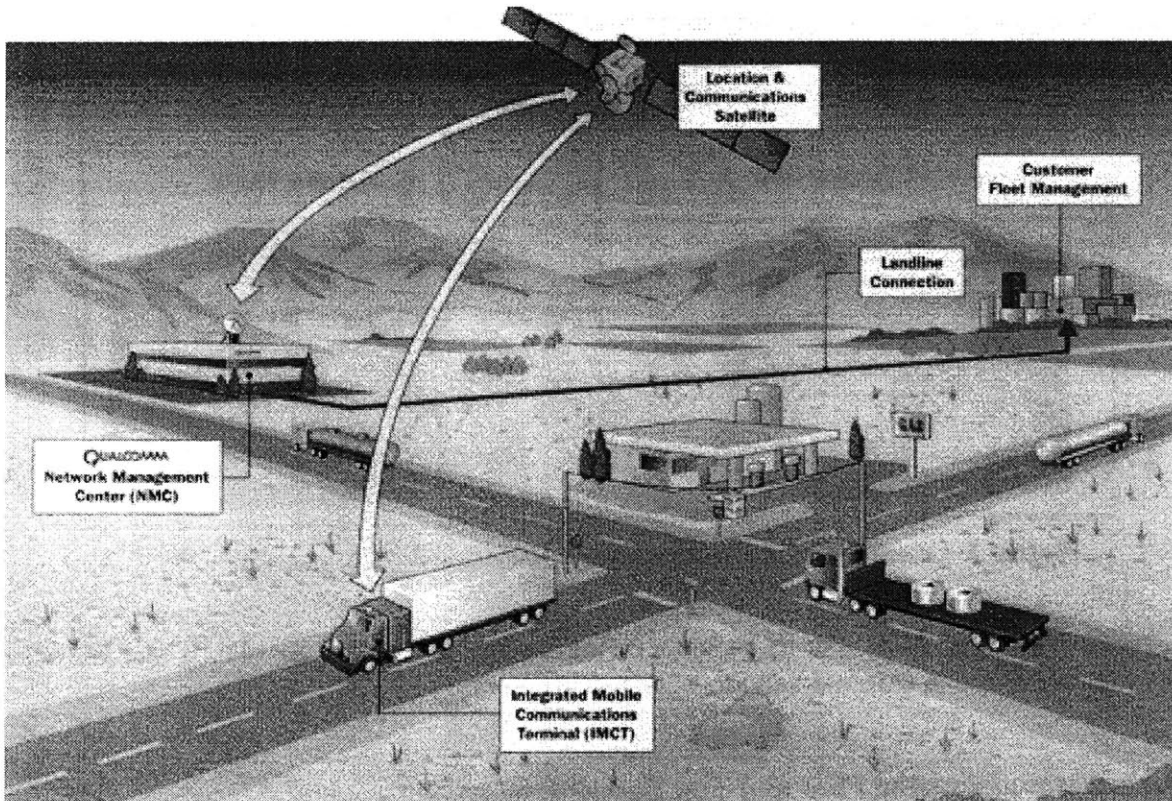 Location &
Communications
Satellite
Customer
Fleet Management
Landline
Connection
QUALCOMM
Network Management
Center (NMC)
Integrated Mobile
Communications
Terminal (IMCT)